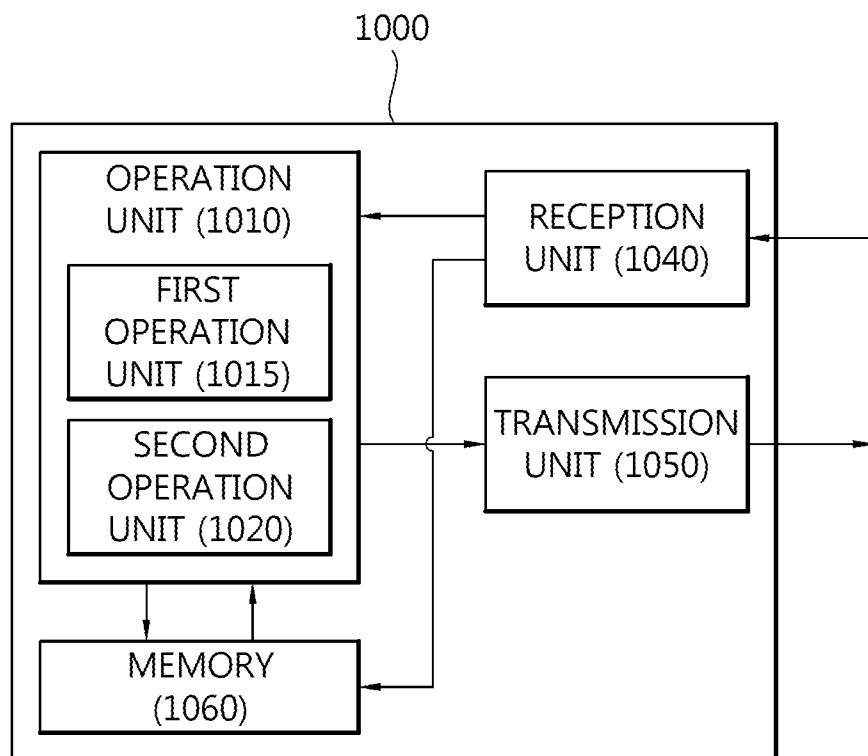 1000
OPERATION
UNIT (1010)
FIRST
OPERATION
UNIT (1015)
SECOND
OPERATION
UNIT (1020)
RECEPTION
UNIT (1040)
TRANSMISSION
UNIT (1050)
MEMORY
(1060)